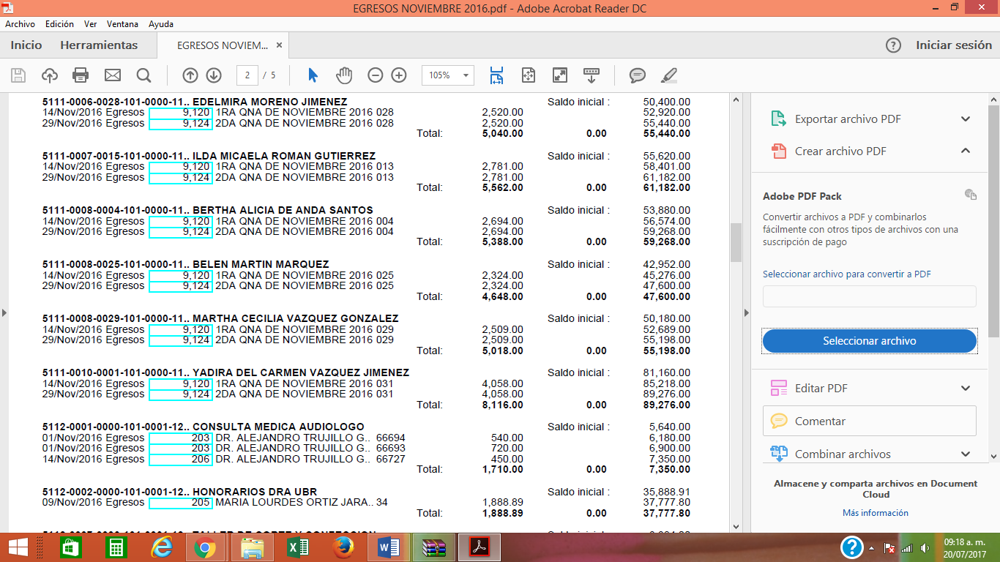 EGRESOS NOVIEMBRE 2016.pdf - Adobe Acrobat Reader DC
Archivo Edición Ver Ventana Ayuda
Inicio Herramientas EGRESOS NOVIEM... × Iniciar sesión
2 / 5 105%
5111-0006-0028-101-0000-11.. EDELMIRA MORENO JIMENEZ Saldo inicial : 50,400.00
14/Nov/2016 Egresos 9,120 1RA QNA DE NOVIEMBRE 2016 028 2,520.00 52,920.00
29/Nov/2016 Egresos 9,124 2DA QNA DE NOVIEMBRE 2016 028 2,520.00 55,440.00
Total: 5,040.00 0.00 55,440.00
5111-0007-0015-101-0000-11.. ILDA MICAELA ROMAN GUTIERREZ Saldo inicial : 55,620.00
14/Nov/2016 Egresos 9,120 1RA QNA DE NOVIEMBRE 2016 013 2,781.00 58,401.00
29/Nov/2016 Egresos 9,124 2DA QNA DE NOVIEMBRE 2016 013 2,781.00 61,182.00
Total: 5,562.00 0.00 61,182.00
5111-0008-0004-101-0000-11.. BERTHA ALICIA DE ANDA SANTOS Saldo inicial : 53,880.00
14/Nov/2016 Egresos 9,120 1RA QNA DE NOVIEMBRE 2016 004 2,694.00 56,574.00
29/Nov/2016 Egresos 9,124 2DA QNA DE NOVIEMBRE 2016 004 2,694.00 59,268.00
Total: 5,388.00 0.00 59,268.00
5111-0008-0025-101-0000-11.. BELEN MARTIN MARQUEZ Saldo inicial : 42,952.00
14/Nov/2016 Egresos 9,120 1RA QNA DE NOVIEMBRE 2016 025 2,324.00 45,276.00
29/Nov/2016 Egresos 9,124 2DA QNA DE NOVIEMBRE 2016 025 2,324.00 47,600.00
Total: 4,648.00 0.00 47,600.00
5111-0008-0029-101-0000-11.. MARTHA CECILIA VAZQUEZ GONZALEZ Saldo inicial : 50,180.00
14/Nov/2016 Egresos 9,120 1RA QNA DE NOVIEMBRE 2016 029 2,509.00 52,689.00
29/Nov/2016 Egresos 9,124 2DA QNA DE NOVIEMBRE 2016 029 2,509.00 55,198.00
Total: 5,018.00 0.00 55,198.00
5111-0010-0001-101-0000-11.. YADIRA DEL CARMEN VAZQUEZ JIMENEZ Saldo inicial : 81,160.00
14/Nov/2016 Egresos 9,120 1RA QNA DE NOVIEMBRE 2016 031 4,058.00 85,218.00
29/Nov/2016 Egresos 9,124 2DA QNA DE NOVIEMBRE 2016 031 4,058.00 89,276.00
Total: 8,116.00 0.00 89,276.00
5112-0001-0000-101-0001-12.. CONSULTA MEDICA AUDIOLOGO Saldo inicial : 5,640.00
01/Nov/2016 Egresos 203 DR. ALEJANDRO TRUJILLO G.. 66694 540.00 6,180.00
01/Nov/2016 Egresos 203 DR. ALEJANDRO TRUJILLO G.. 66693 720.00 6,900.00
14/Nov/2016 Egresos 206 DR. ALEJANDRO TRUJILLO G.. 66727 450.00 7,350.00
Total: 1,710.00 0.00 7,350.00
5112-0002-0000-101-0001-12.. HONORARIOS DRA UBR Saldo inicial : 35,888.91
09/Nov/2016 Egresos 205 MARIA LOURDES ORTIZ JARA.. 34 1,888.89 37,777.80
Total: 1,888.89 0.00 37,777.80
Exportar archivo PDF
Crear archivo PDF
Adobe PDF Pack
Convertir archivos a PDF y combinarlos
fácilmente con otros tipos de archivos con una
suscripción de pago
Seleccionar archivo para convertir a PDF
Seleccionar archivo
Editar PDF
Comentar
Combinar archivos
Almacene y comparta archivos en Document
Cloud
Más información
09:18 a. m.
20/07/2017